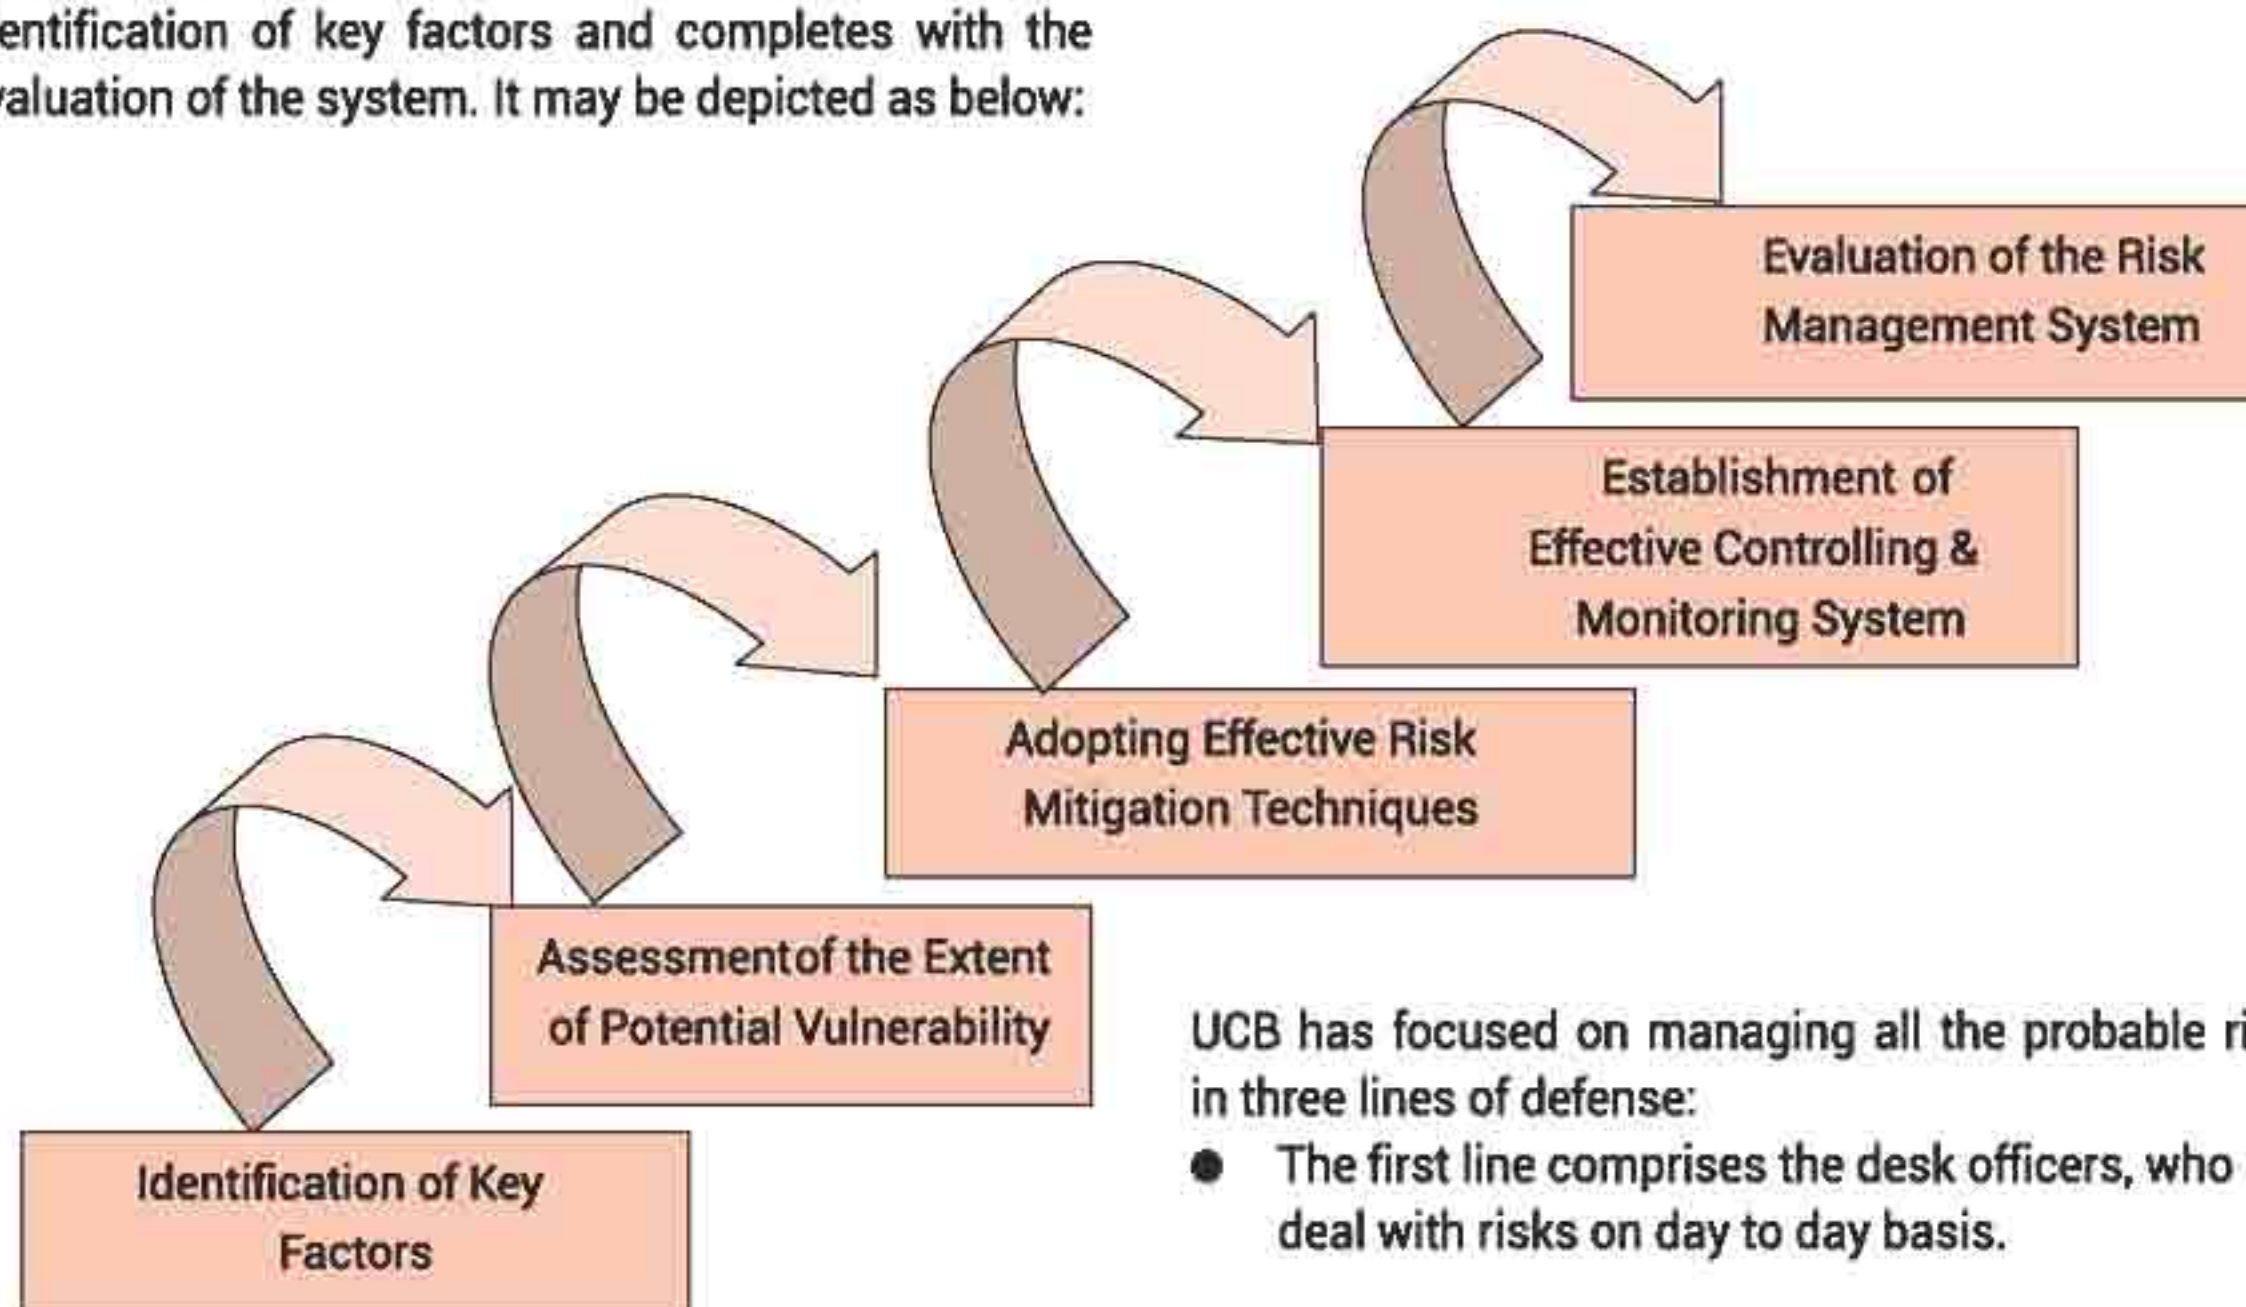 entification of key factors and completes with the
valuation of the system. It may be depicted as below:
Evaluation of the Risk
Management System
Establishment of
Effective Controlling &
Monitoring System
Adopting Effective Risk
Mitigation Techniques
Assessmentof the Extent
of Potential Vulnerability
Identification of Key
Factors
UCB has focused on managing all the probable ri
in three lines of defense:
● The first line comprises the desk officers, who
deal with risks on day to day basis.